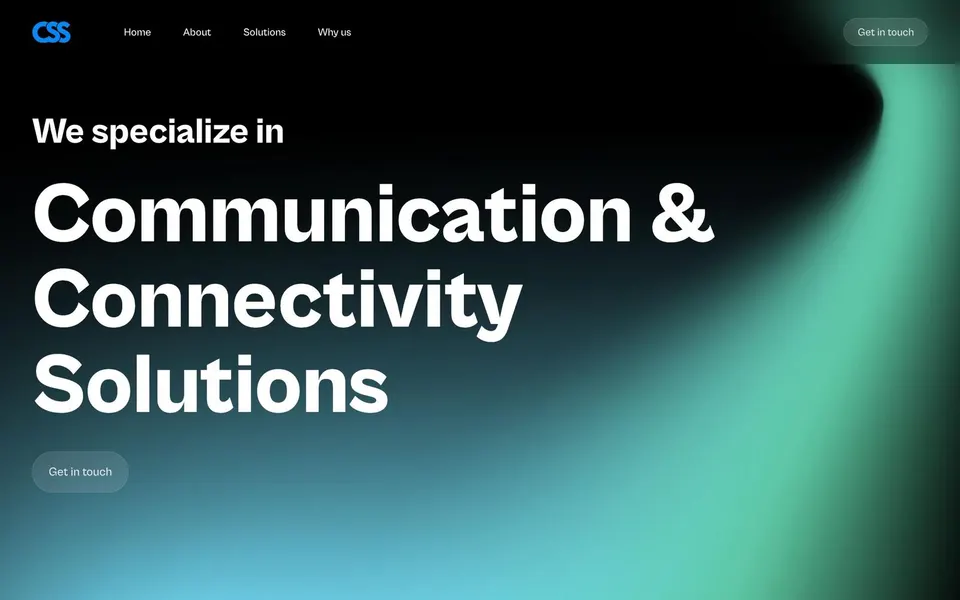 CSS
Home
About
Solutions
Why us
Get in touch
We specialize in
Communication &
Connectivity
Solutions
Get in touch